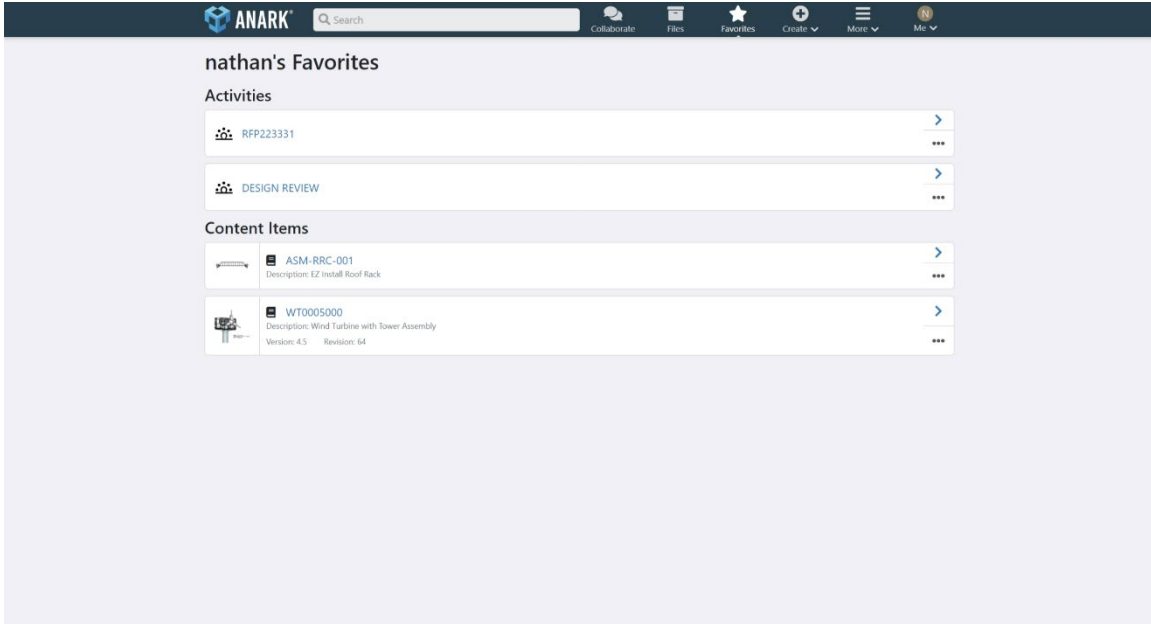 ANARK
Search
Collaborate
Files
Favorites
Create
More
N
Me
nathan's Favorites
Activities
RFP223331
DESIGN REVIEW
Content Items
ASM-RRC-001
Description: EZ Install Roof Rack
WT0005000
Description: Wind Turbine with Tower Assembly
Version: 4.5 Revision: 64